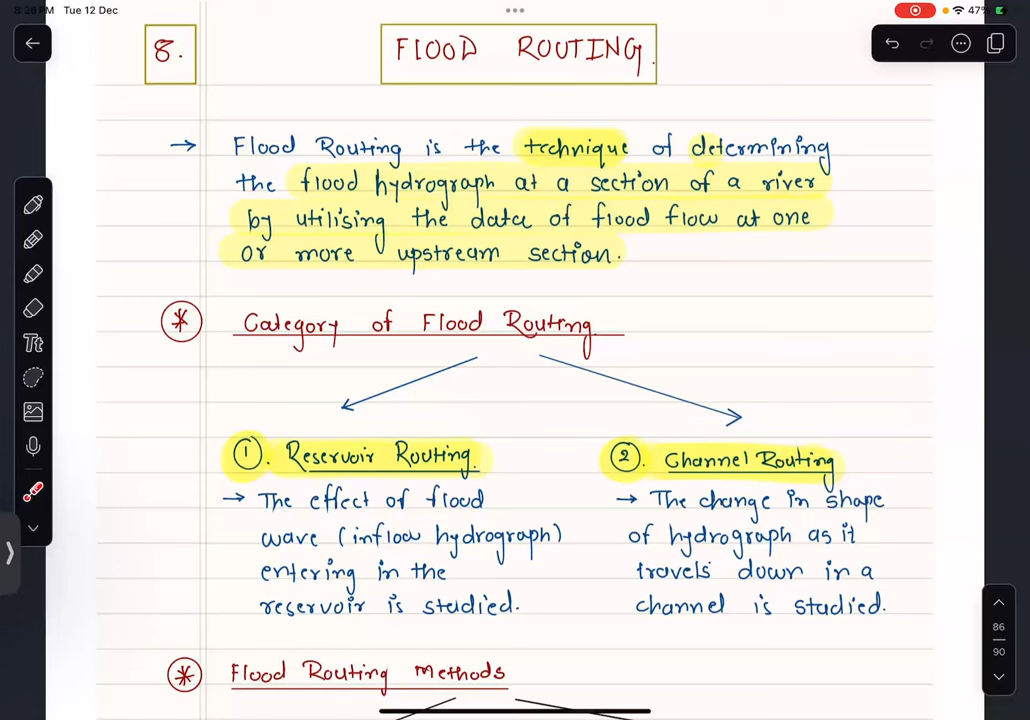 8:28 PM Tue 12 Dec
47%
8. FLOOD ROUTING
→ Flood Routing is the technique of determining
the flood hydrograph at a section of a river
by utilising the data of flood flow at one
or more upstream section.
* Category of Flood Routing
1. Reservoir Routing.
→ The effect of flood
wave (inflow hydrograph)
entering in the
reservoir is studied.
2. Channel Routing
→ The change in shape
of hydrograph as it
travels down in a
channel is studied.
* Flood Routing Methods
Tt
86
90